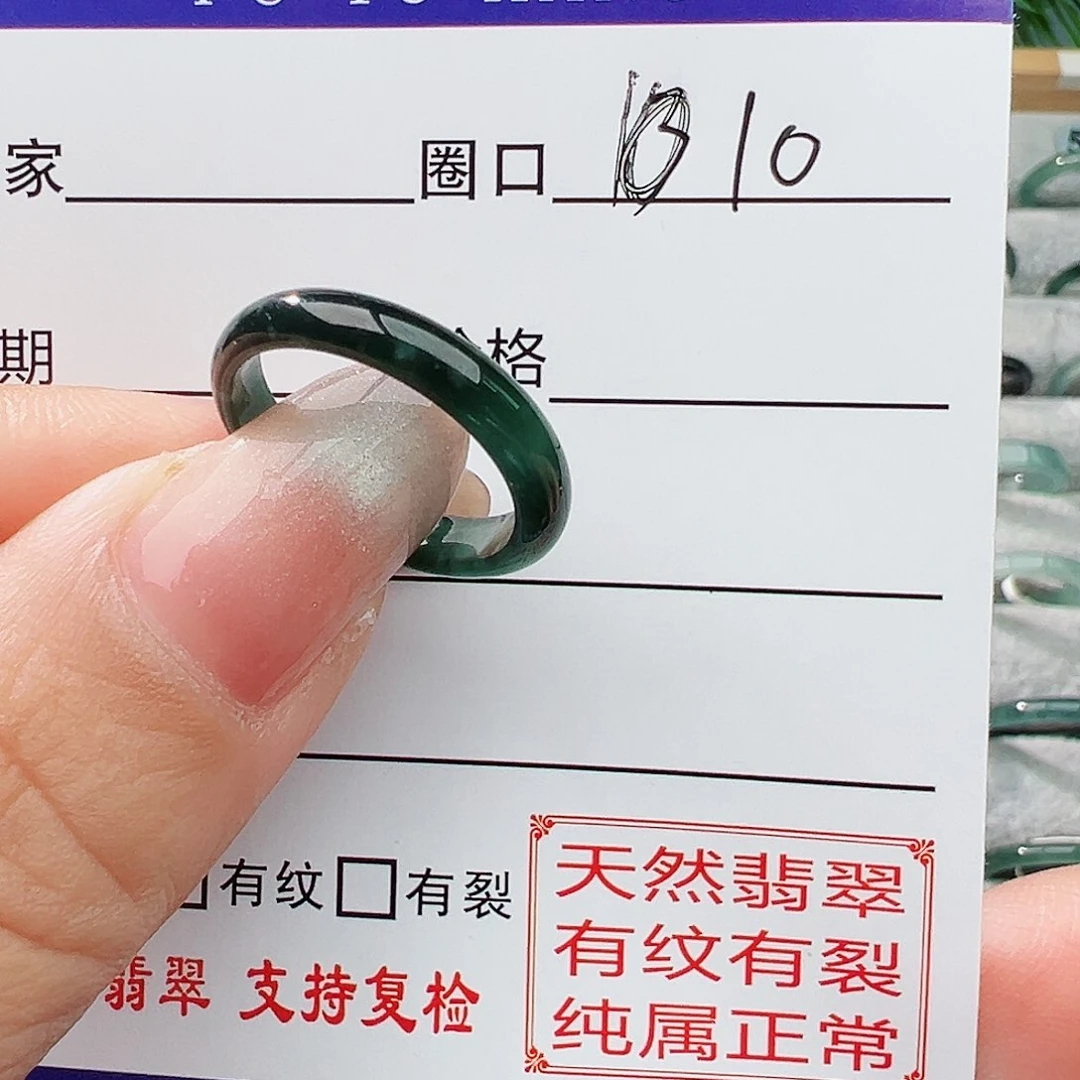 家 圈口 10
期 格
有纹 有裂
翡翠 支持复检
天然翡翠
有纹有裂
纯属正常